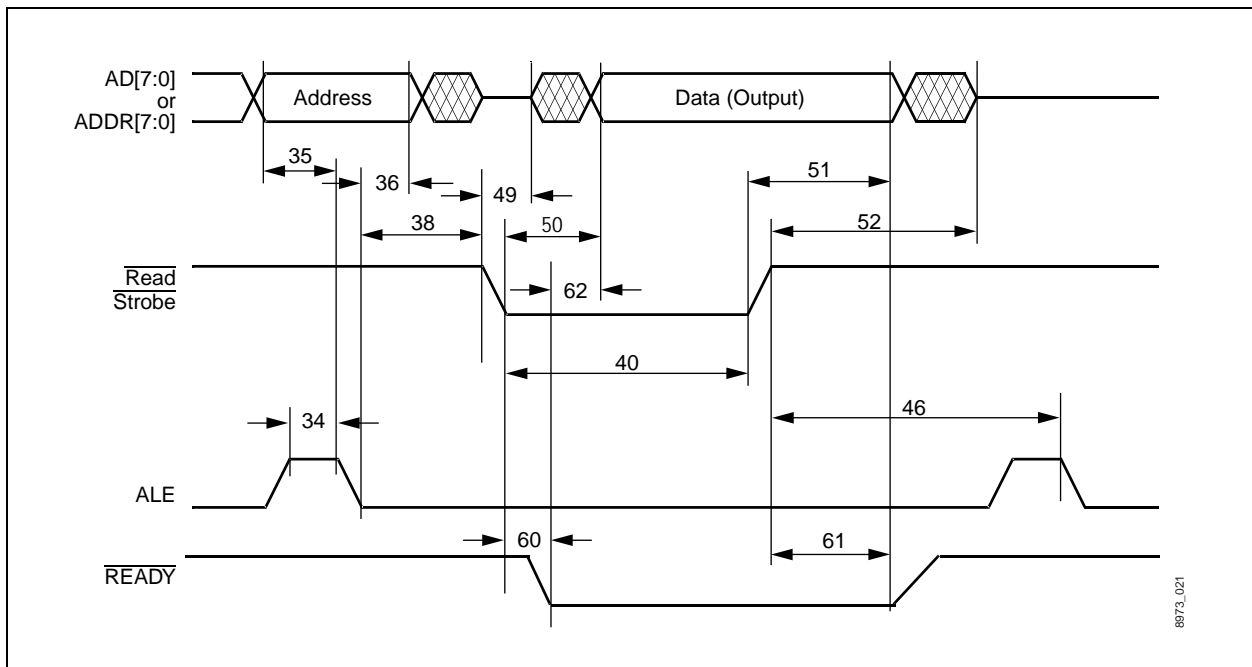 AD[7:0]
or
ADDR[7:0]
Address
Data (Output)
35
36
49
51
38
50
52
Read
Strobe
62
40
46
34
ALE
60
61
READY
8973_021